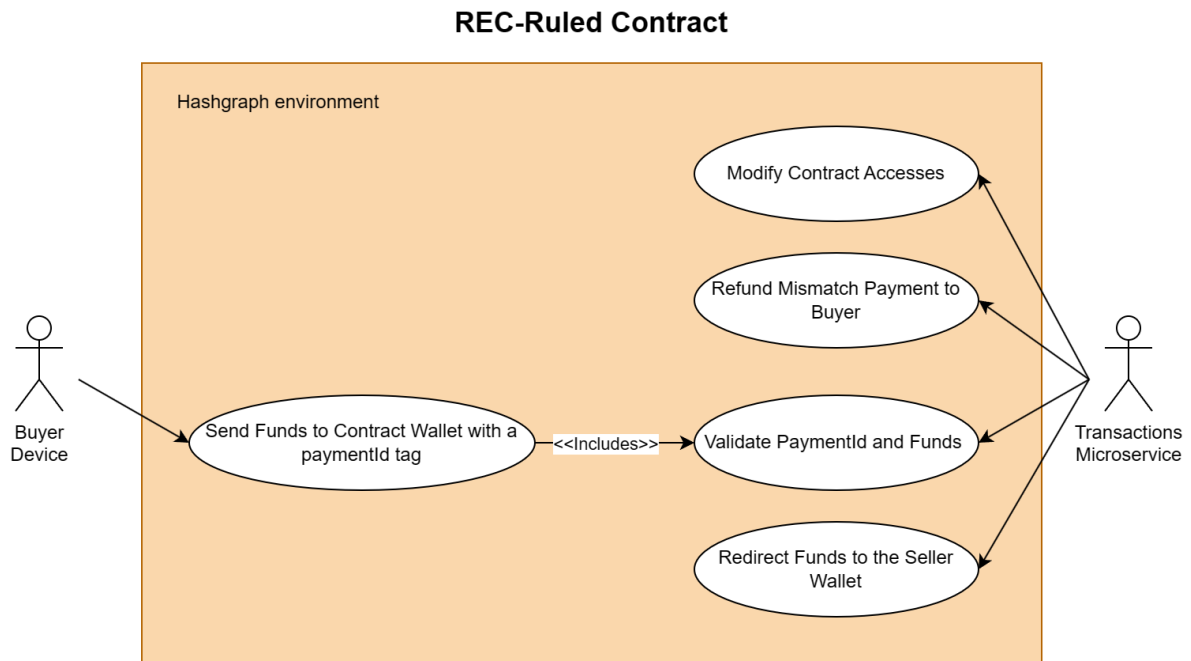 REC-Ruled Contract
Hashgraph environment
Modify Contract Accesses
Refund Mismatch Payment to
Buyer
Buyer
Device
Send Funds to Contract Wallet with a
paymentId tag
<<Includes>>
Validate PaymentId and Funds
Transactions
Microservice
Redirect Funds to the Seller
Wallet